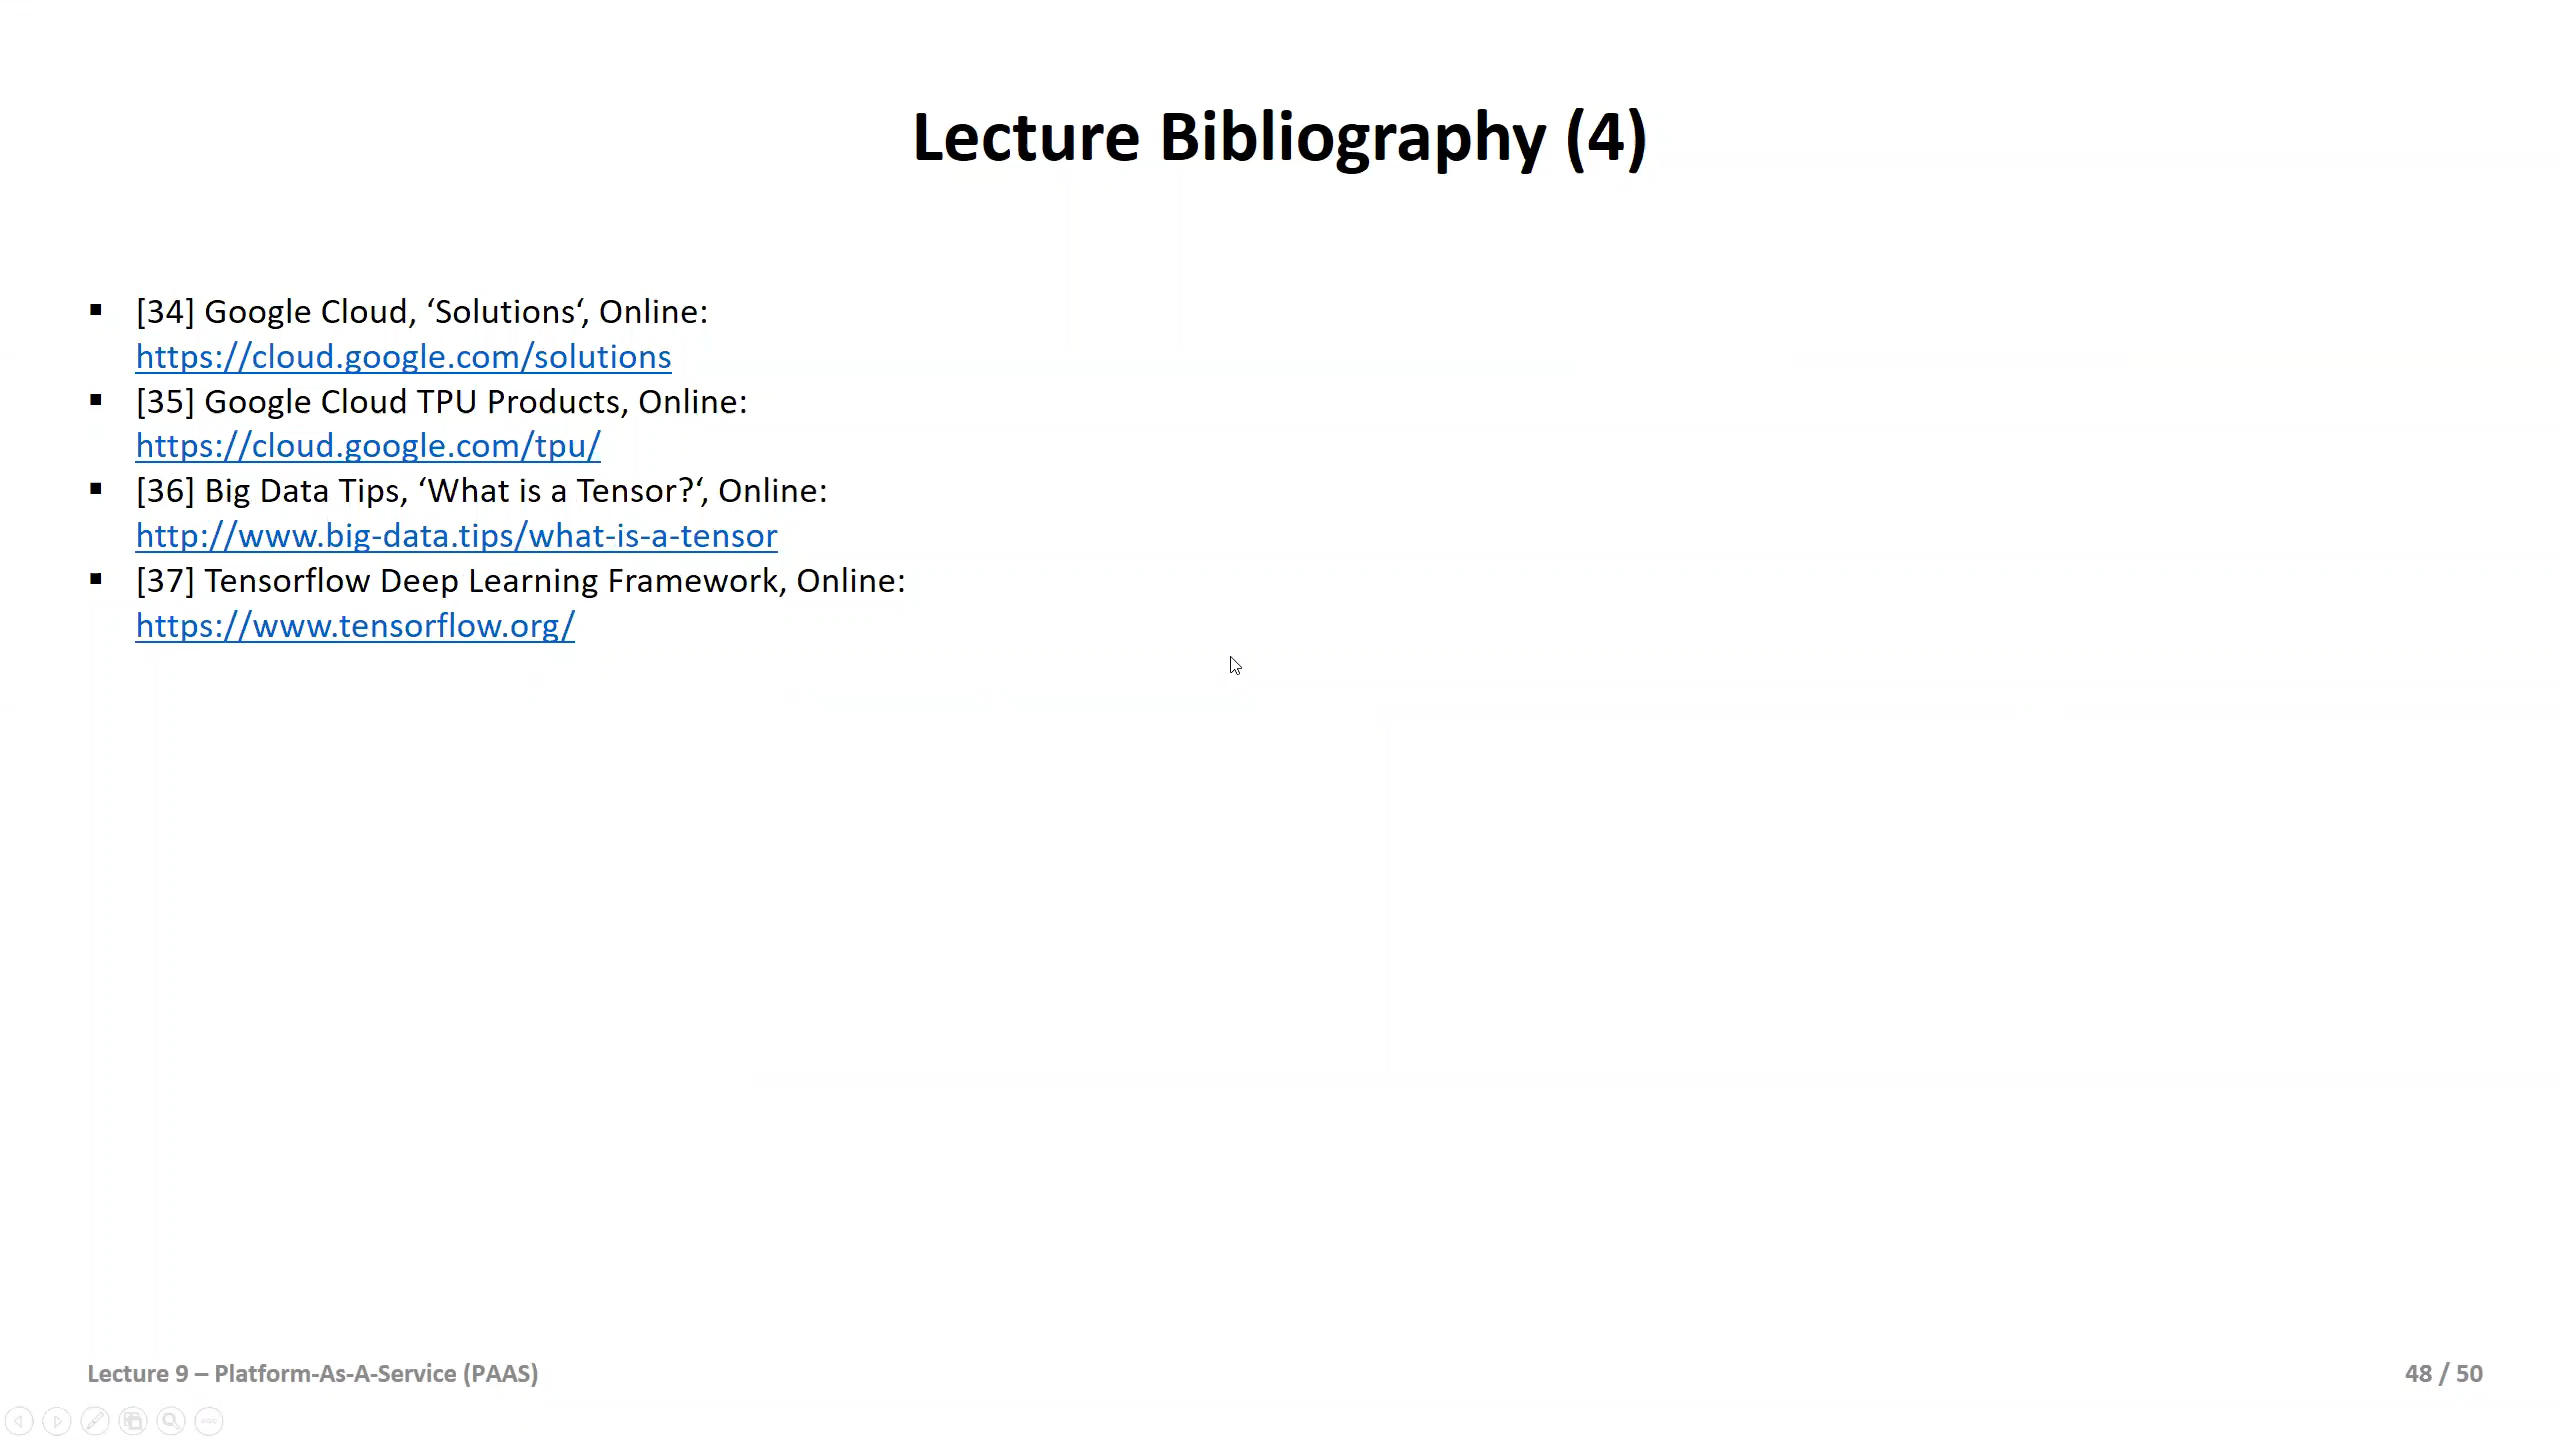 Lecture Bibliography (4)
▪ [34] Google Cloud, ‘Solutions‘, Online:
https://cloud.google.com/solutions
▪ [35] Google Cloud TPU Products, Online:
https://cloud.google.com/tpu/
▪ [36] Big Data Tips, ‘What is a Tensor?‘, Online:
http://www.big-data.tips/what-is-a-tensor
▪ [37] Tensorflow Deep Learning Framework, Online:
https://www.tensorflow.org/
Lecture 9 – Platform-As-A-Service (PAAS)
48 / 50